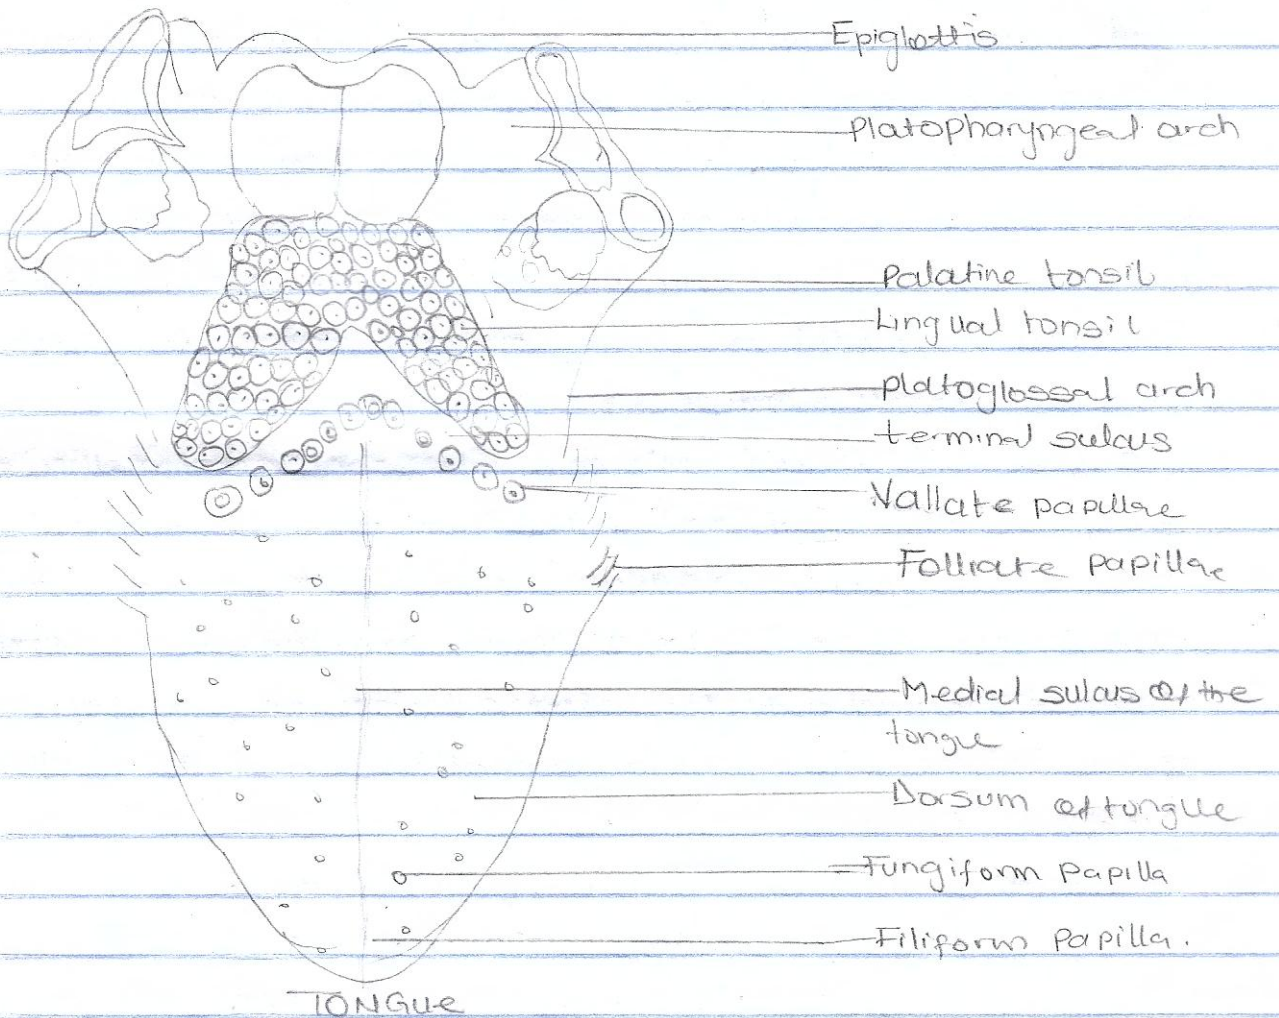 Epiglottis
Platopharyngeal arch
Palatine tonsil
Lingual tonsil
Platoglossal arch
terminal sulcus
Vallate papillae
Folliate papillae
Medial sulcus of the
tongue
Dorsum of tongue
Fungiform papilla
Filiform papilla.
TONGUE